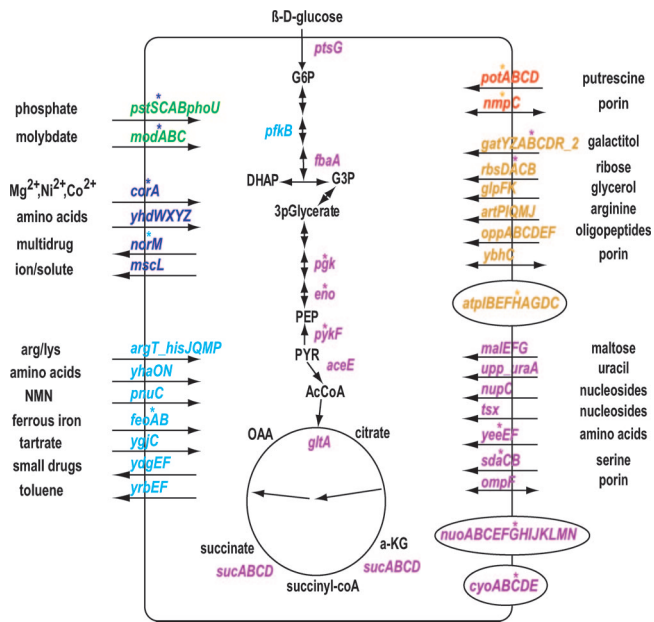 ß-D-glucose
ptsG
G6P
pfkB
fbaA
DHAP
G3P
3pGlycerate
pgk
*
eno
*
PEP
pykF
*
PYR
aceE
AcCoA
OAA
gltA
citrate
succinate
a-KG
sucABCD
sucABCD
succinyl-coA
phosphate
pstSCABphoU
*
molybdate
modABC
*
Mg2+,Ni2+,Co2+
corA
*
amino acids
yhdWXYZ
multidrug
norM
*
ion/solute
mscL
arg/lys
argT_hisJQMP
amino acids
yhaON
NMN
pnuC
ferrous iron
feoAB
*
tartrate
ygjC
small drugs
ydgEF
toluene
yrbEF
potABCD
*
putrescine
nmpC
*
porin
gatYZABCDR_2
*
galactitol
rbsDACB
*
ribose
glpFK
glycerol
artPIQMJ
arginine
oppABCDEF
oligopeptides
ybhC
porin
atpIBEFHAGDC
*
malEFG
maltose
upp_uraA
uracil
nupC
nucleosides
tsx
nucleosides
yeeEF
*
amino acids
sdaCB
*
serine
ompF
porin
nuoABCEFGHIJKLMN
*
cyoABCDE
*